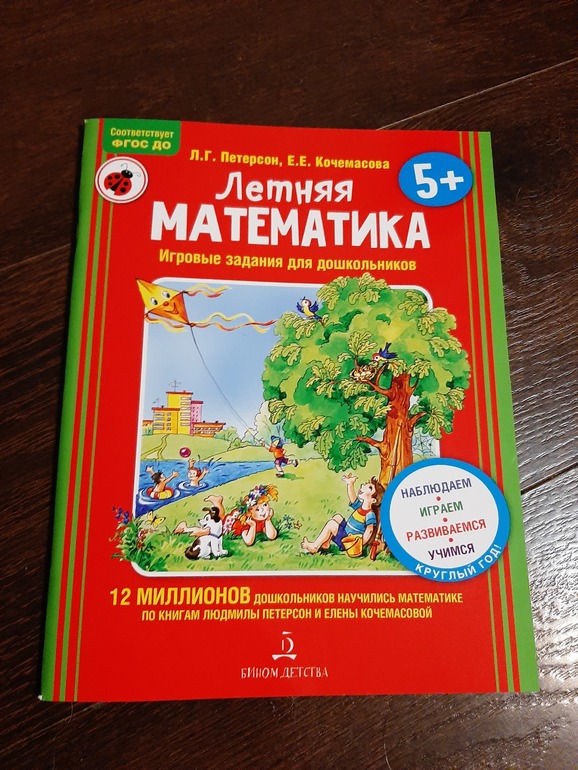 Соответствует
ФГОС ДО
Л.Г. Петерсон, Е.Е. Кочемасова
5+
Летняя
МАТЕМАТИКА
Игровые задания для дошкольников
НАБЛЮДАЕМ
ИГРАЕМ
РАЗВИВАЕМСЯ
УЧИМСЯ
КРУГЛЫЙ ГОД!
12 МИЛЛИОНОВ ДОШКОЛЬНИКОВ НАУЧИЛИСЬ МАТЕМАТИКЕ
ПО КНИГАМ ЛЮДМИЛЫ ПЕТЕРСОН И ЕЛЕНЫ КОЧЕМАСОВОЙ
БИНОМ ДЕТСТВА